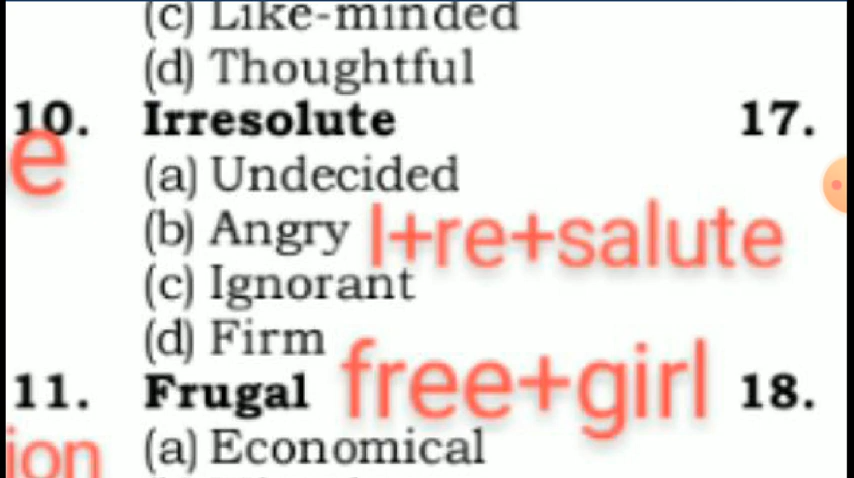 (c) Like-minded
(d) Thoughtful
10. Irresolute 17.
e
(a) Undecided
(b) Angry I+re+salute
(c) Ignorant
(d) Firm
11. Frugal free+girl 18.
ion (a) Economical